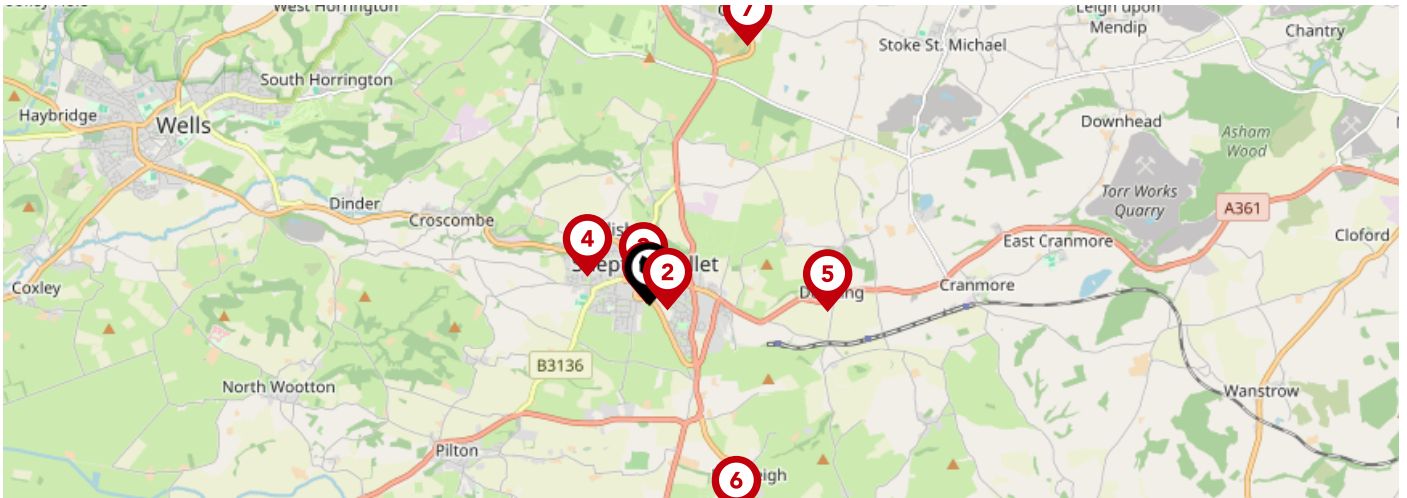 West Horrington
7
Leigh upon
Mendip
Chantry
Stoke St. Michael
South Horrington
Haybridge
Wells
Downhead
Asham
Wood
Torr Works
Quarry
A361
Dinder
Croscombe
4
East Cranmore
Cloford
2
5
Coxley
Cranmore
B3136
North Wootton
Wanstrow
Pilton
6